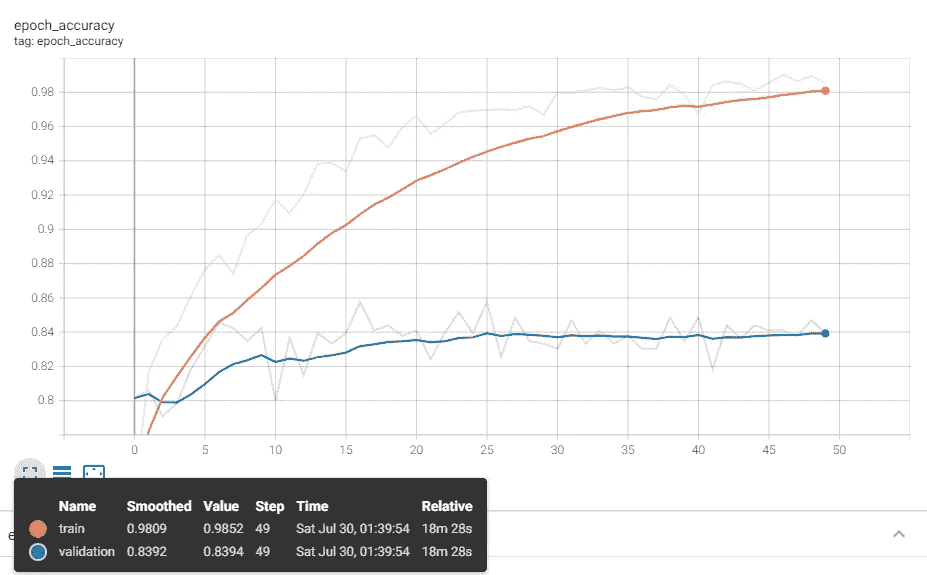 epoch_accuracy
tag: epoch_accuracy
0.98
0.96
0.94
0.92
0.9
0.88
0.86
0.84
0.82
0.8
0 5 10 15 20 25 30 35 40 45 50
Name Smoothed Value Step Time Relative
train 0.9809 0.9852 49 Sat Jul 30, 01:39:54 18m 28s
validation 0.8392 0.8394 49 Sat Jul 30, 01:39:54 18m 28s